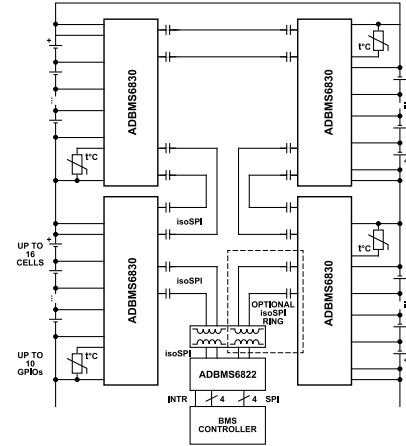 ADBMS6830
ADBMS6830
t°C
+
t°C
+
isoSPI
UP TO
16
CELLS
+
ADBMS6830
isoSPI
ADBMS6830
t°C
OPTIONAL
isoSPI
RING
+
UP TO
10
GPIOs
t°C
isoSPI
ADBMS6822
INTR
4
4
SPI
BMS
CONTROLLER